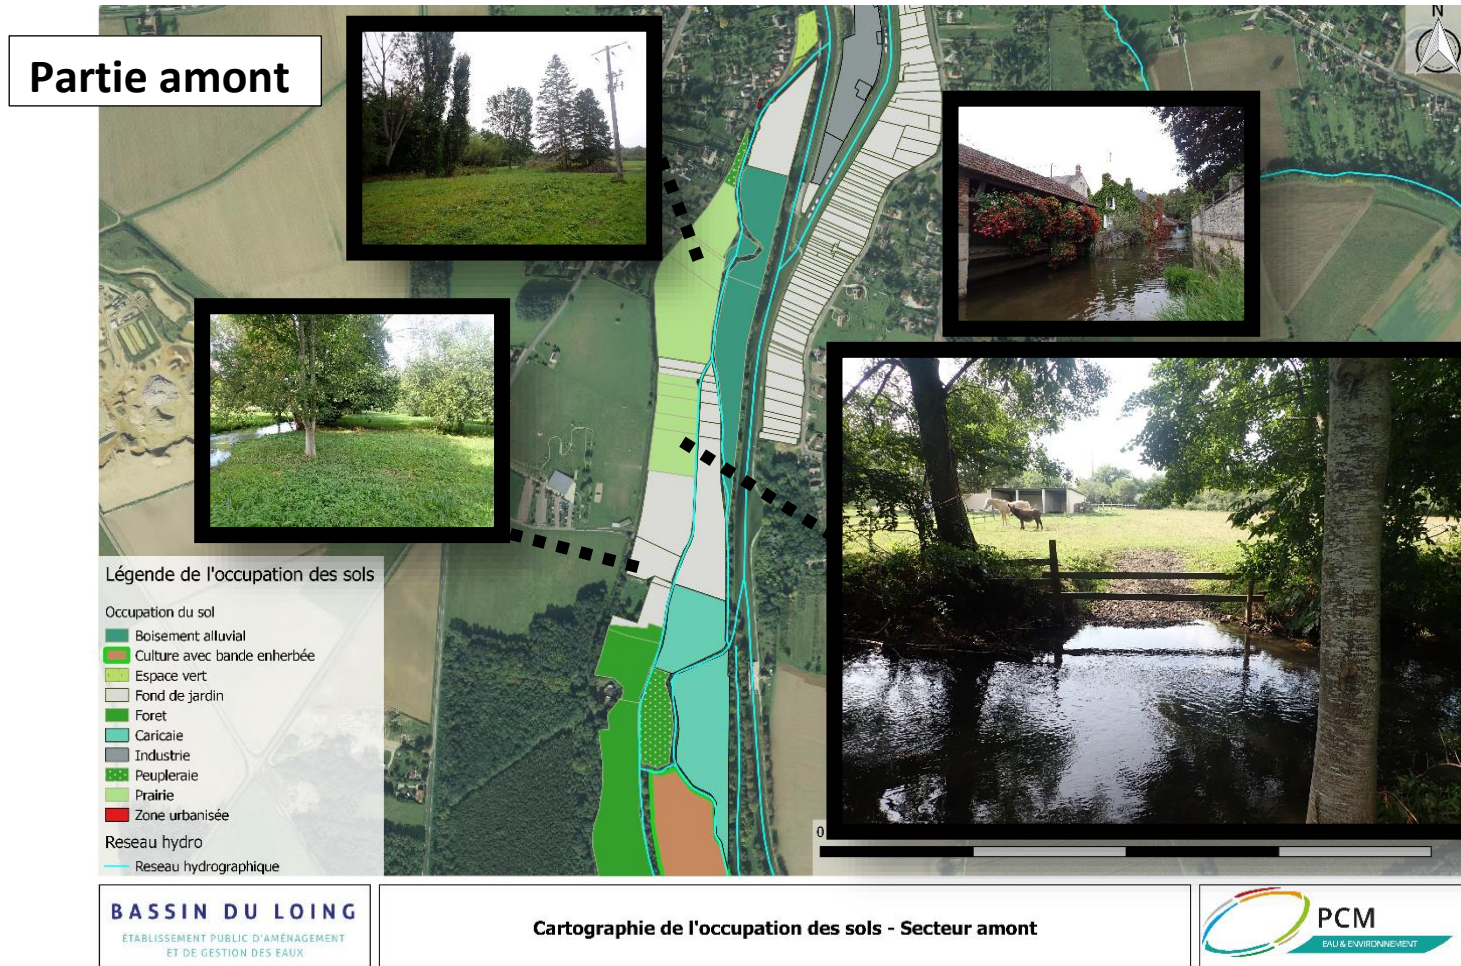 Partie amont
N
Légende de l'occupation des sols
Occupation du sol
Boisement alluvial
Culture avec bande enherbée
Espace vert
Fond de jardin
Foret
Caricaie
Industrie
Peupleraie
Prairie
Zone urbanisée
Reseau hydro
Reseau hydrographique
0
BASSIN DU LOING
ÉTABLISSEMENT PUBLIC D'AMÉNAGEMENT
ET DE GESTION DES EAUX
Cartographie de l'occupation des sols - Secteur amont
PCM
EAU & ENVIRONNEMENT